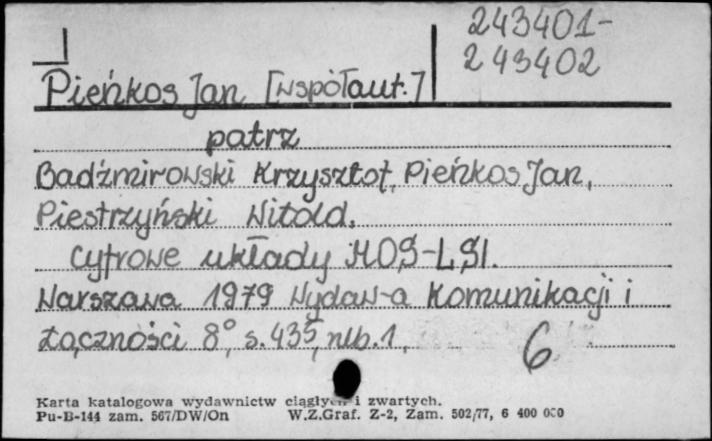 243401-
243402
Pieńkos Jan [współaut.]
patrz
Badźmirowski Krzysztof, Pieńkos Jan,
Piestrzyński Witold.
Cyfrowe układy MOS-LSI.
Warszawa 1979 Wydaw-a Komunikacji i
Łączności 8°, s. 435, nlb. 1.
6
Karta katalogowa wydawnictw ciągłych i zwartych.
Pu-B-144 zam. 567/DW/On W.Z.Graf. Z-2, Zam. 502/77, 6 400 000